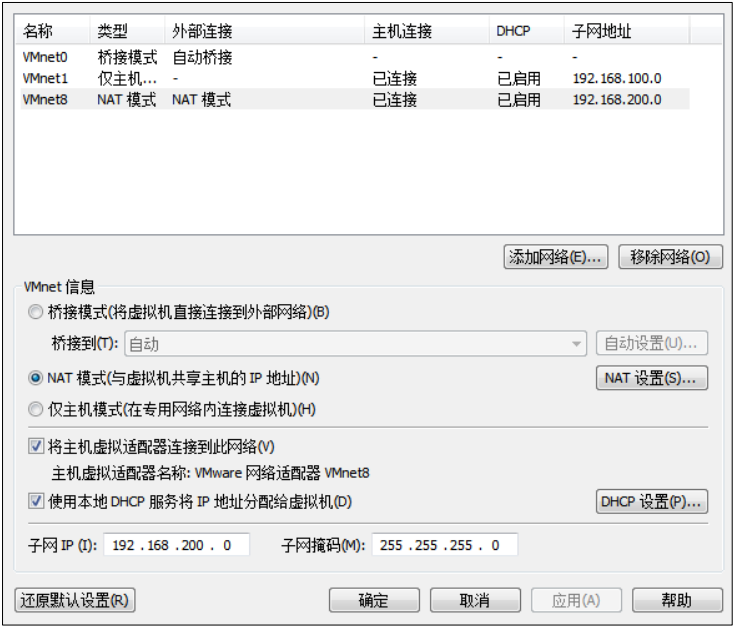 名称 类型 外部连接 主机连接 DHCP 子网地址
VMnet0 桥接模式 自动桥接 - - -
VMnet1 仅主机... - 已连接 已启用 192.168.100.0
VMnet8 NAT 模式 NAT 模式 已连接 已启用 192.168.200.0
添加网络(E)... 移除网络(O)
VMnet 信息
桥接模式(将虚拟机直接连接到外部网络)(B)
桥接到(T): 自动 自动设置(U)...
NAT 模式(与虚拟机共享主机的 IP 地址)(N) NAT 设置(S)...
仅主机模式(在专用网络内连接虚拟机)(H)
将主机虚拟适配器连接到此网络(V)
主机虚拟适配器名称: VMware 网络适配器 VMnet8
使用本地 DHCP 服务将 IP 地址分配给虚拟机(D) DHCP 设置(P)...
子网 IP (I): 192 . 168 . 200 . 0 子网掩码(M): 255 . 255 . 255 . 0
还原默认设置(R) 确定 取消 应用(A) 帮助